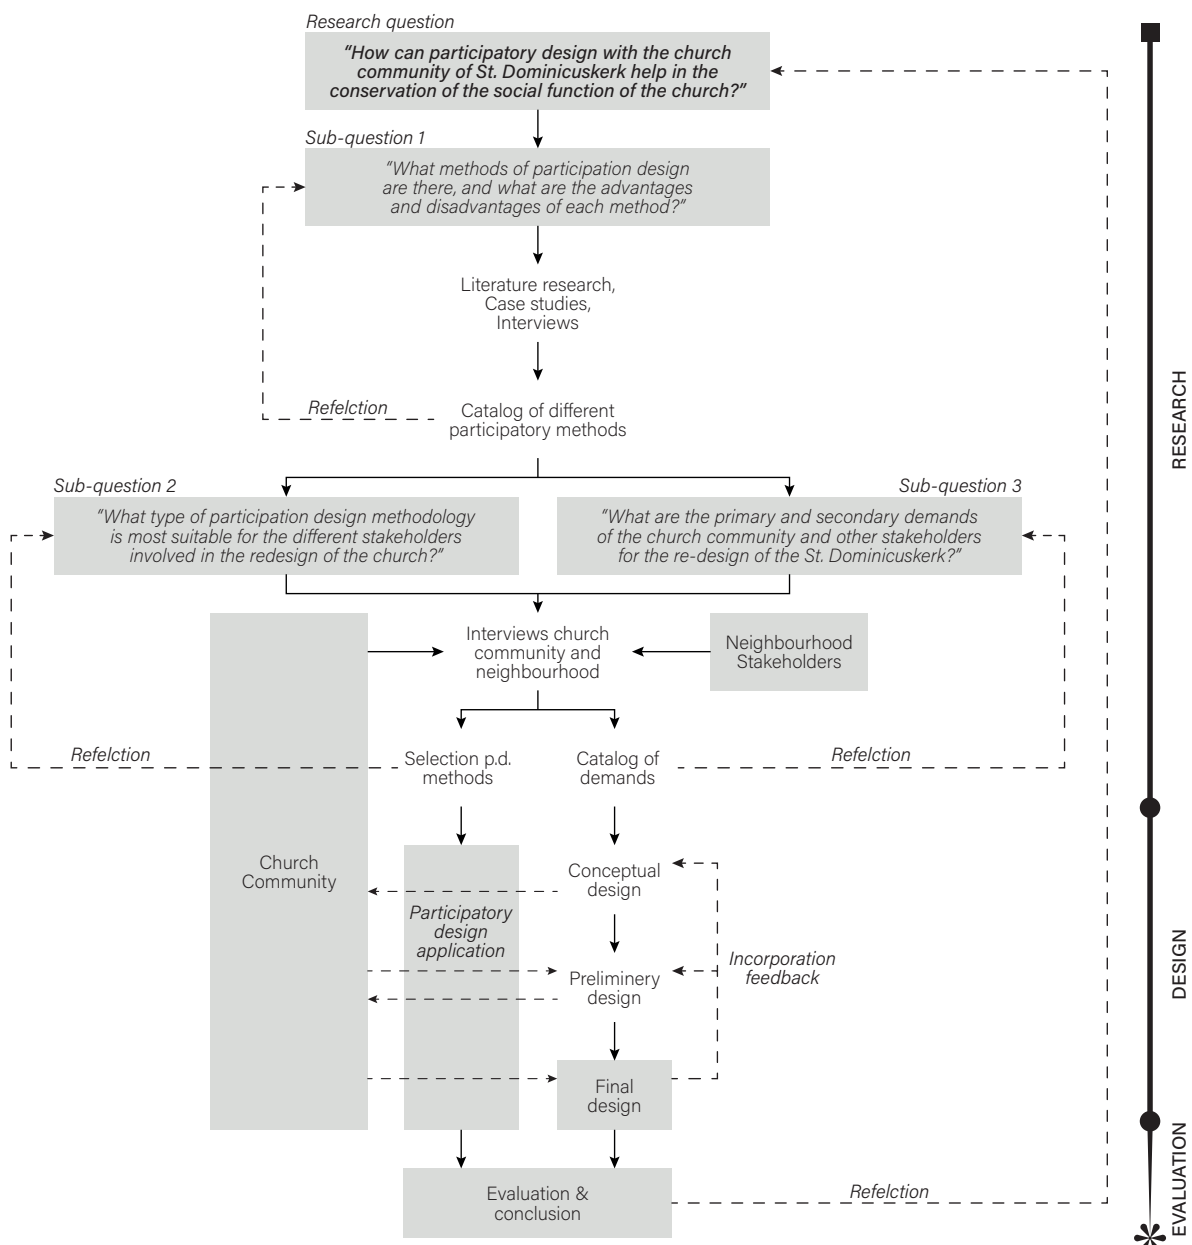 Research question
“How can participatory design with the church
community of St. Dominicuskerk help in the
conservation of the social function of the church?”
Sub-question 1
“What methods of participation design
are there, and what are the advantages
and disadvantages of each method?”
Literature research,
Case studies,
Interviews
Refelction
Catalog of different
participatory methods
Sub-question 2
“What type of participation design methodology
is most suitable for the different stakeholders
involved in the redesign of the church?”
Sub-question 3
“What are the primary and secondary demands
of the church community and other stakeholders
for the re-design of the St. Dominicuskerk?”
Interviews church
community and
neighbourhood
Neighbourhood
Stakeholders
Refelction
Selection p.d.
methods
Catalog of
demands
Refelction
Church
Community
Participatory
design
application
Conceptual
design
Preliminery
design
Incorporation
feedback
Final
design
Evaluation &
conclusion
Refelction
RESEARCH
DESIGN
EVALUATION